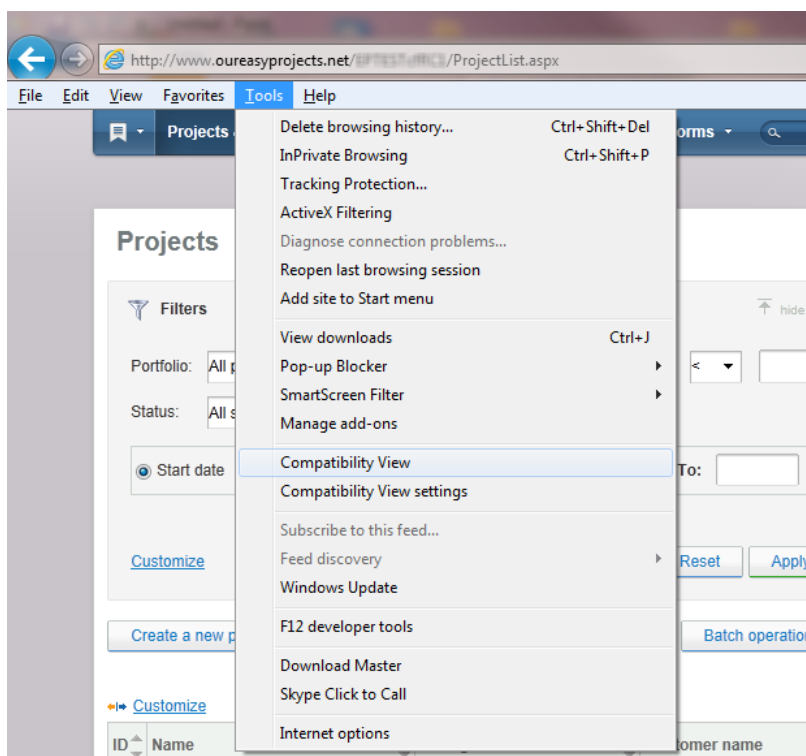 http://www.oureasyprojects.net/ /ProjectList.aspx
File Edit View Favorites Tools Help
Projects
orms
Delete browsing history... Ctrl+Shift+Del
InPrivate Browsing Ctrl+Shift+P
Tracking Protection...
ActiveX Filtering
Diagnose connection problems...
Reopen last browsing session
Add site to Start menu
View downloads Ctrl+J
Pop-up Blocker
SmartScreen Filter
Manage add-ons
Compatibility View
Compatibility View settings
Subscribe to this feed...
Feed discovery
Windows Update
F12 developer tools
Download Master
Skype Click to Call
Internet options
Projects
Filters
hide
Portfolio: All p
<
Status: All s
Start date
To:
Customize
Reset
Apply
Create a new p
Batch operation
Customize
ID Name
tomer name